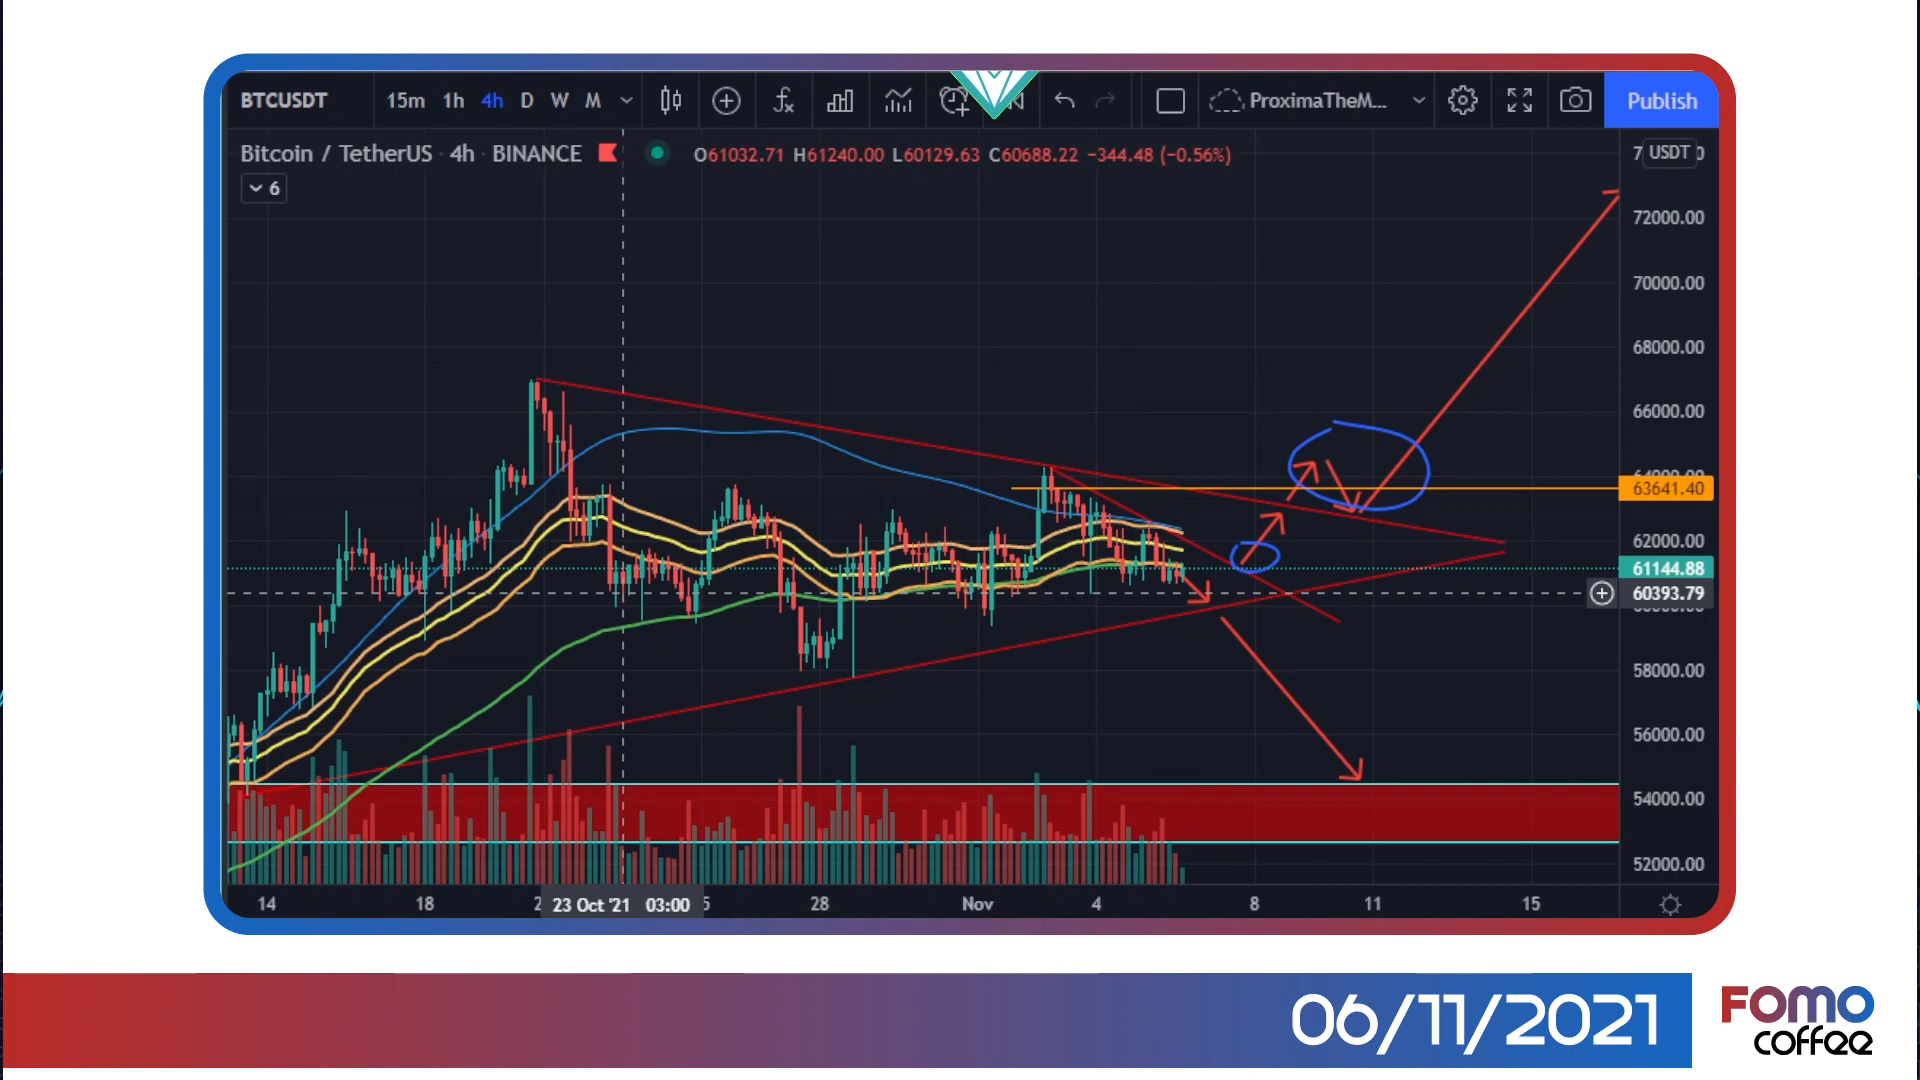 BTCUSDT 15m 1h 4h D W M ProximaTheM... Publish
Bitcoin / TetherUS · 4h · BINANCE O61032.71 H61240.00 L60129.63 C60688.22 −344.48 (−0.56%)
USDT
6
72000.00
70000.00
68000.00
66000.00
63641.40
62000.00
61144.88
60393.79
58000.00
56000.00
54000.00
52000.00
14 18 23 Oct '21 03:00 28 Nov 4 8 11 15
06/11/2021
FOMO
coffee